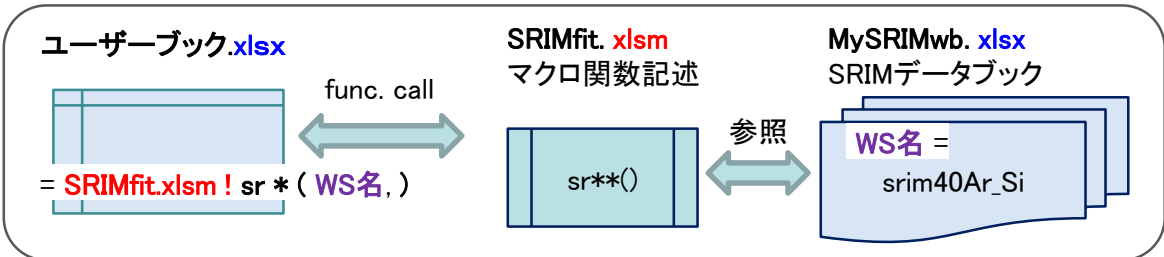 ユーザーブック.xlsx
func. call
= SRIMfit.xlsm ! sr * ( WS名, )
SRIMfit. xlsm
マクロ関数記述
sr**()
参照
MySRIMwb. xlsx
SRIMデータブック
WS名 =
srim40Ar_Si